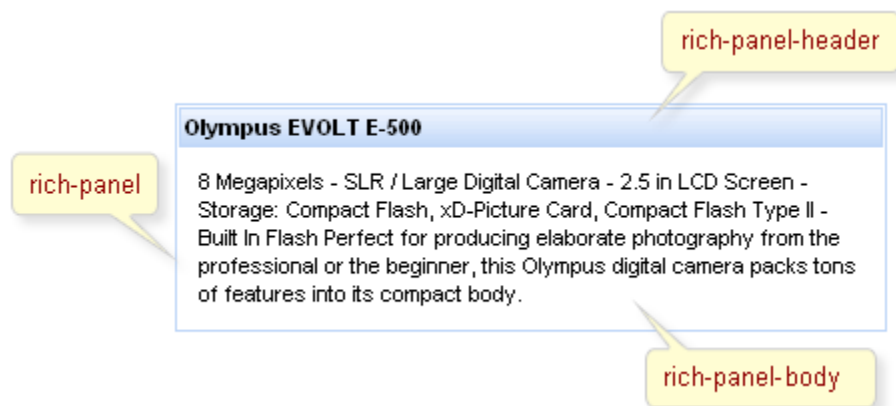 rich-panel-header
Olympus EVOLT E-500
rich-panel
8 Megapixels - SLR / Large Digital Camera - 2.5 in LCD Screen -
Storage: Compact Flash, xD-Picture Card, Compact Flash Type II -
Built In Flash Perfect for producing elaborate photography from the
professional or the beginner, this Olympus digital camera packs tons
of features into its compact body.
rich-panel-body